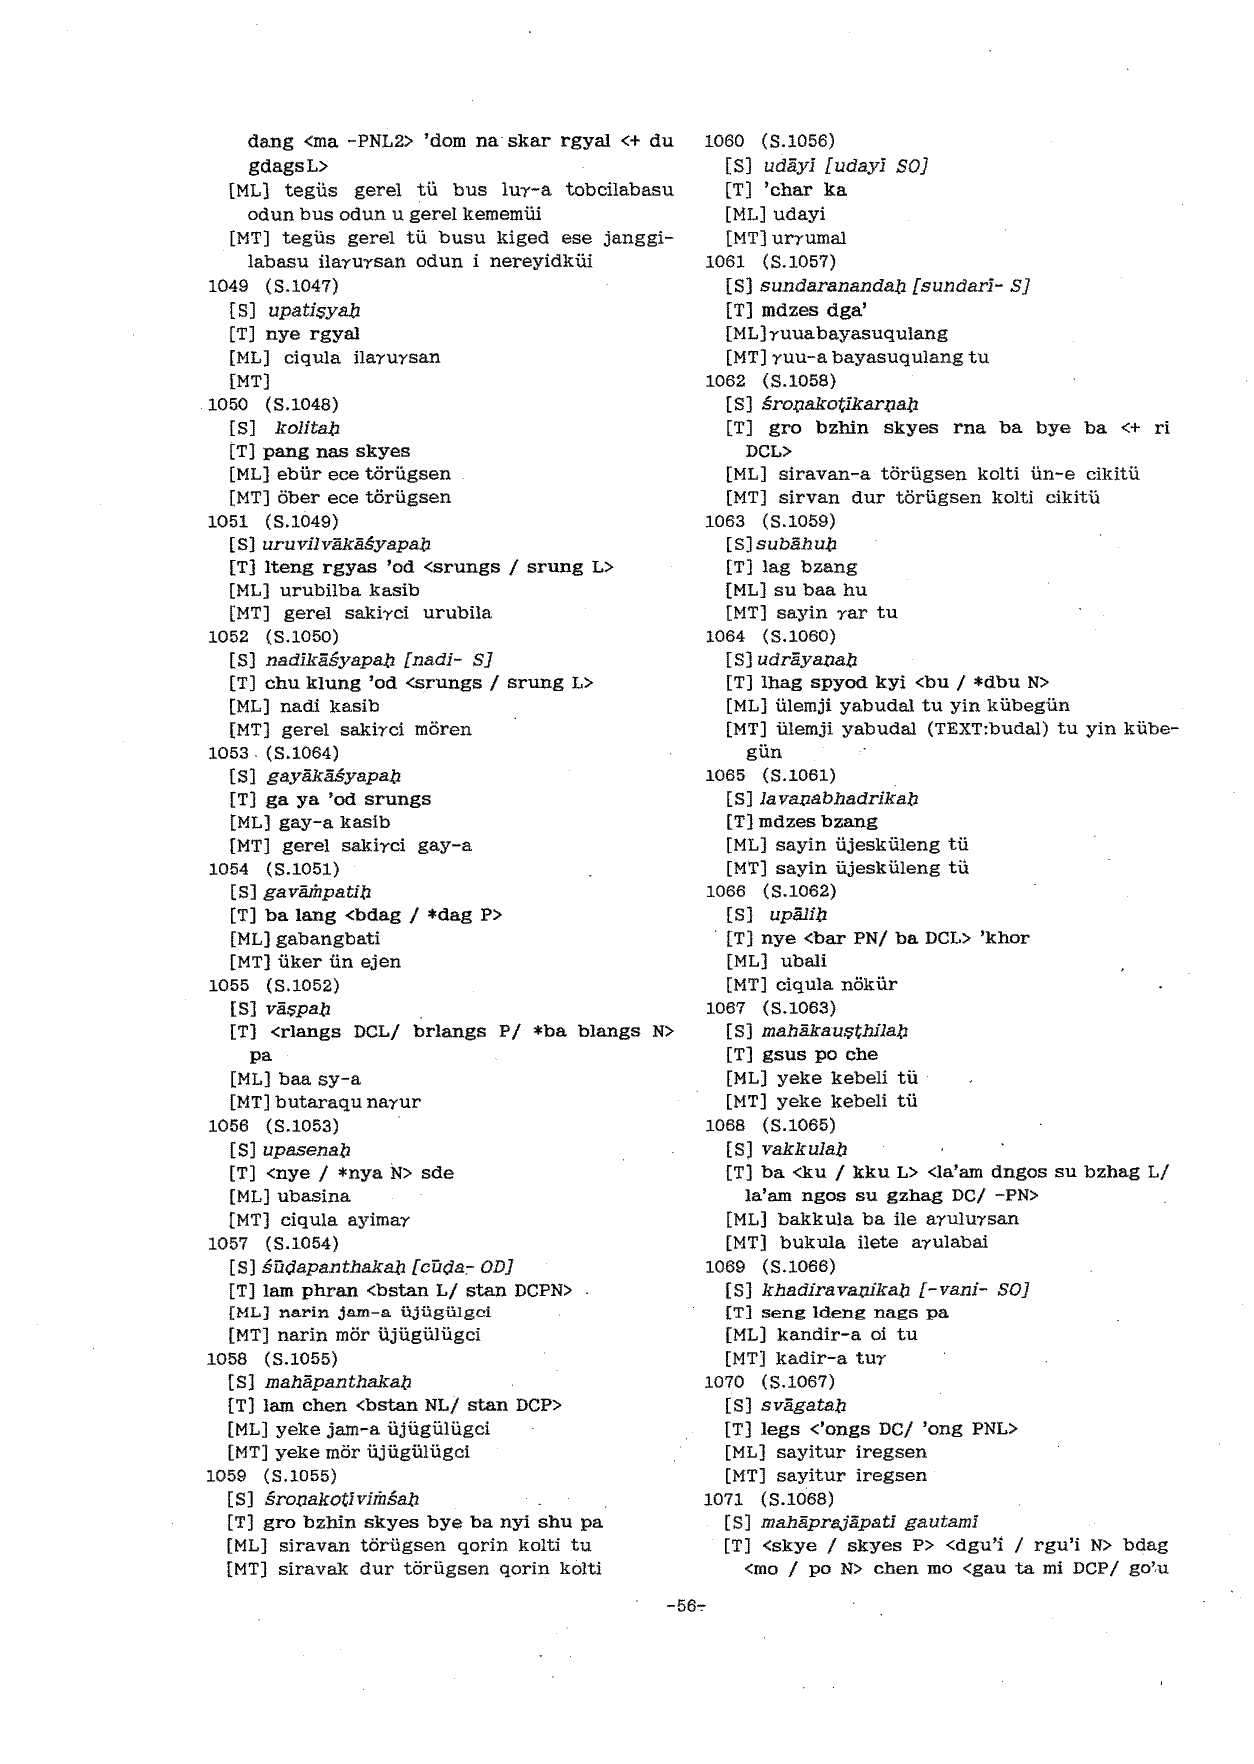 dang <ma -PNL2> 'dom na skar rgyal <+ du
gdagsL>
[ML] tegüs gerel tü bus luγ-a tobcilabasu
odun bus odun u gerel kememüi
[MT] tegüs gerel tü busu kiged ese janggi-
labasu ilaγuγsan odun i nereyidküi
1049 (S.1047)
[S] upatiṣyaḥ
[T] nye rgyal
[ML] ciqula ilaγuγsan
[MT]
1050 (S.1048)
[S] kolitaḥ
[T] pang nas skyes
[ML] ebür ece törügsen
[MT] öber ece törügsen
1051 (S.1049)
[S] uruvilvākāśyapaḥ
[T] lteng rgyas 'od <srungs / srung L>
[ML] urubilba kasib
[MT] gerel sakiγci urubila
1052 (S.1050)
[S] nadīkāśyapaḥ [nadi- S]
[T] chu klung 'od <srungs / srung L>
[ML] nadi kasib
[MT] gerel sakiγci mören
1053 (S.1064)
[S] gayākāśyapaḥ
[T] ga ya 'od srungs
[ML] gay-a kasib
[MT] gerel sakiγci gay-a
1054 (S.1051)
[S] gavāṁpatiḥ
[T] ba lang <bdag / *dag P>
[ML] gabangbati
[MT] üker ün ejen
1055 (S.1052)
[S] vāṣpaḥ
[T] <rlangs DCL/ brlangs P/ *ba blangs N>
pa
[ML] baa sy-a
[MT] butaraqu naγur
1056 (S.1053)
[S] upasenaḥ
[T] <nye / *nya N> sde
[ML] ubasina
[MT] ciqula ayimaγ
1057 (S.1054)
[S] śūḍapanthakaḥ [cūḍa- OD]
[T] lam phran <bstan L/ stan DCPN>
[ML] narin jam-a üjügülgci
[MT] narin mör üjügülügci
1058 (S.1055)
[S] mahāpanthakaḥ
[T] lam chen <bstan NL/ stan DCP>
[ML] yeke jam-a üjügülügci
[MT] yeke mör üjügülügci
1059 (S.1055)
[S] śroṇakoṭīviṁśaḥ
[T] gro bzhin skyes bye ba nyi shu pa
[ML] siravan törügsen qorin kolti tu
[MT] siravak dur törügsen qorin kolti
1060 (S.1056)
[S] udāyī [udayī SO]
[T] 'char ka
[ML] udayi
[MT] urγumal
1061 (S.1057)
[S] sundaranandaḥ [sundarī- S]
[T] mdzes dga'
[ML] γuua bayasuqulang
[MT] γuu-a bayasuqulang tu
1062 (S.1058)
[S] śroṇakoṭīkarṇaḥ
[T] gro bzhin skyes rna ba bye ba <+ ri
DCL>
[ML] siravan-a törügsen kolti ün-e cikitü
[MT] sirvan dur törügsen kolti cikitü
1063 (S.1059)
[S] subāhuḥ
[T] lag bzang
[ML] su baa hu
[MT] sayin γar tu
1064 (S.1060)
[S] udrāyaṇaḥ
[T] lhag spyod kyi <bu / *dbu N>
[ML] ülemji yabudal tu yin kübegün
[MT] ülemji yabudal (TEXT:budal) tu yin kübe-
gün
1065 (S.1061)
[S] lavaṇabhadrikaḥ
[T] mdzes bzang
[ML] sayin üjesküleng tü
[MT] sayin üjesküleng tü
1066 (S.1062)
[S] upāliḥ
[T] nye <bar PN/ ba DCL> 'khor
[ML] ubali
[MT] ciqula nökür
1067 (S.1063)
[S] mahākauṣṭhilaḥ
[T] gsus po che
[ML] yeke kebeli tü
[MT] yeke kebeli tü
1068 (S.1065)
[S] vakkulaḥ
[T] ba <ku / kku L> <la'am dngos su bzhag L/
la'am ngos su gzhag DC/ -PN>
[ML] bakkula ba ile aγuluγsan
[MT] bukula ilete aγulabai
1069 (S.1066)
[S] khadiravaṇikaḥ [-vani- SO]
[T] seng ldeng nags pa
[ML] kandir-a oi tu
[MT] kadir-a tuγ
1070 (S.1067)
[S] svāgataḥ
[T] legs <'ongs DC/ 'ong PNL>
[ML] sayitur iregsen
[MT] sayitur iregsen
1071 (S.1068)
[S] mahāprajāpatī gautamī
[T] <skye / skyes P> <dgu'i / rgu'i N> bdag
<mo / po N> chen mo <gau ta mi DCP/ go'u
-56-